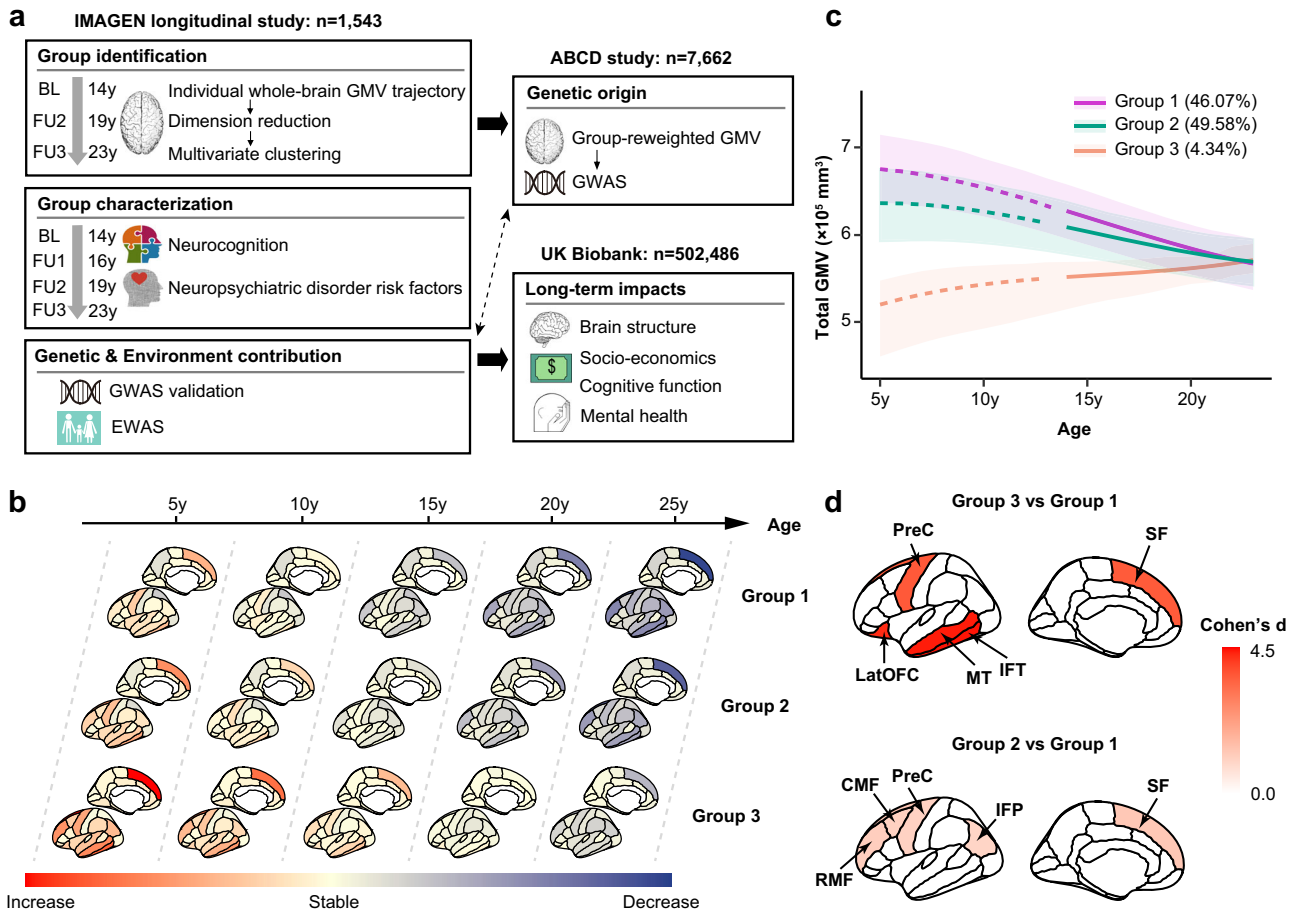 a
IMAGEN longitudinal study: n=1,543
Group identification
BL 14y Individual whole-brain GMV trajectory
FU2 19y Dimension reduction
FU3 23y Multivariate clustering
Group characterization
BL 14y Neurocognition
FU1 16y
FU2 19y Neuropsychiatric disorder risk factors
FU3 23y
Genetic & Environment contribution
GWAS validation
EWAS
ABCD study: n=7,662
Genetic origin
Group-reweighted GMV
GWAS
UK Biobank: n=502,486
Long-term impacts
Brain structure
$ Socio-economics
Cognitive function
Mental health
c
Group 1 (46.07%)
Group 2 (49.58%)
Group 3 (4.34%)
Total GMV (×10⁵ mm³)
7
6
5
5y 10y 15y 20y
Age
b
5y 10y 15y 20y 25y
Age
Group 1
Group 2
Group 3
Increase Stable Decrease
d
Group 3 vs Group 1
PreC SF
LatOFC MT IFT
Group 2 vs Group 1
CMF PreC SF
IFP
RMF
Cohen's d
4.5
0.0